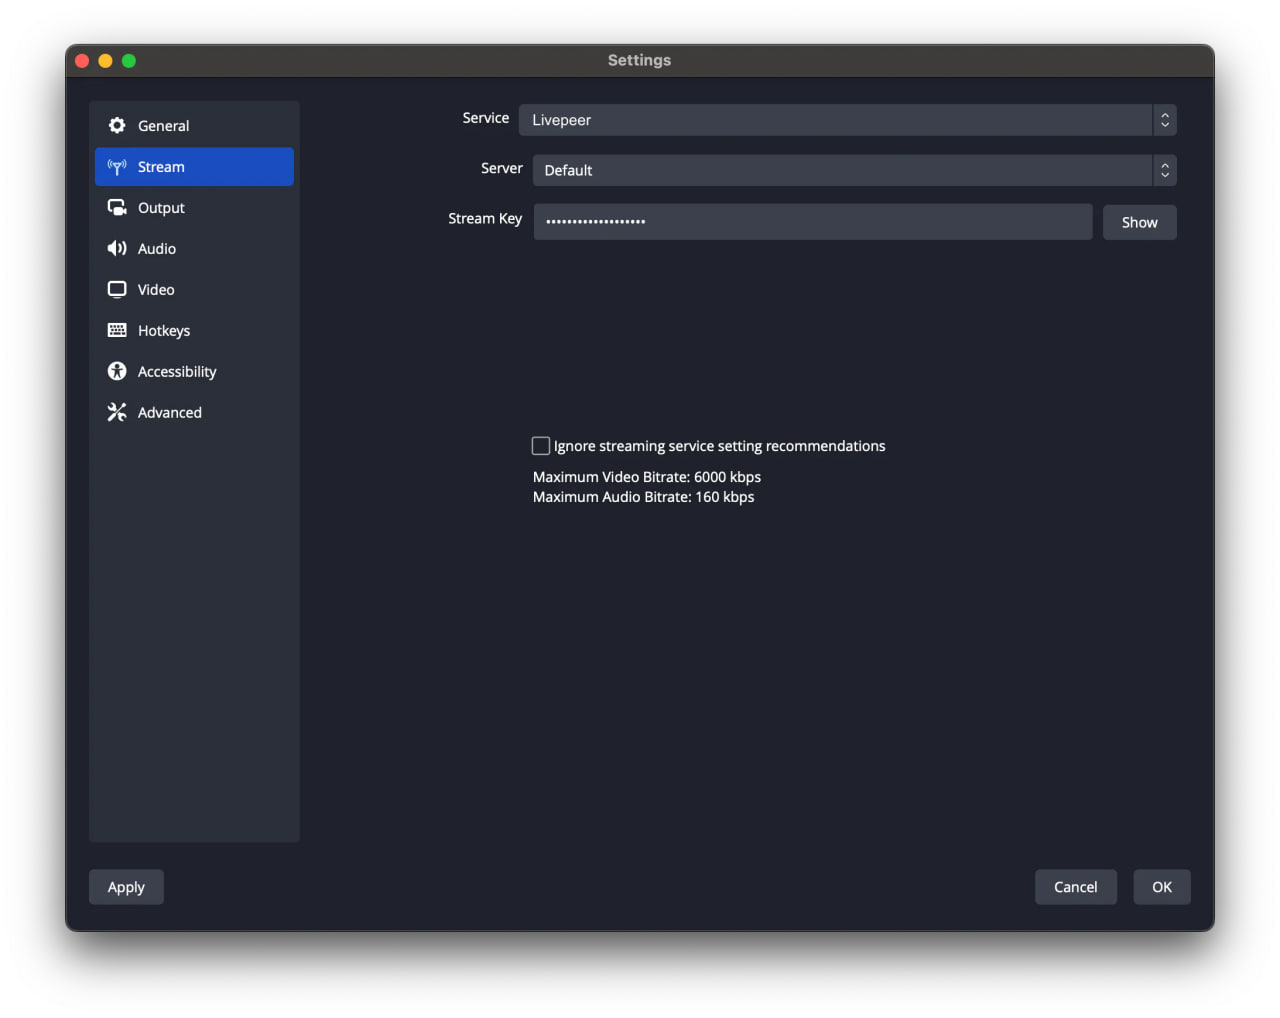 Settings
General
Stream
Output
Audio
Video
Hotkeys
Accessibility
Advanced
Service Livepeer
Server Default
Stream Key ••••••••••••••••••• Show
Ignore streaming service setting recommendations
Maximum Video Bitrate: 6000 kbps
Maximum Audio Bitrate: 160 kbps
Apply
Cancel
OK